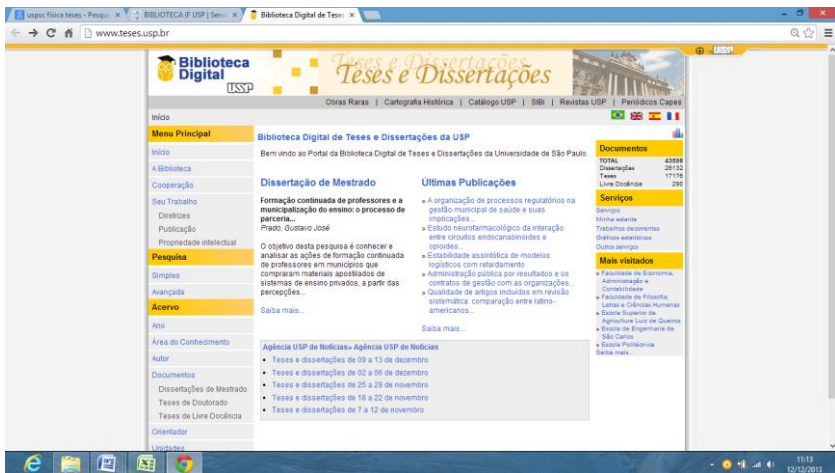 uspsc fisica teses - Pesqui
BIBLIOTECA IF USP | Servi
Biblioteca Digital de Teses
www.teses.usp.br
Biblioteca
Digital
USP
Teses e Dissertações
USP
Obras Raras | Cartografia Histórica | Catálogo USP | SIBi | Revistas USP | Periódicos Capes
Início
Menu Principal
Início
A Biblioteca
Cooperação
Seu Trabalho
Diretrizes
Publicação
Propriedade intelectual
Pesquisa
Simples
Avançada
Acervo
Ano
Área do Conhecimento
Autor
Documentos
Dissertações de Mestrado
Teses de Doutorado
Teses de Livre Docência
Orientador
Unidades
Biblioteca Digital de Teses e Dissertações da USP
Bem vindo ao Portal da Biblioteca Digital de Teses e Dissertações da Universidade de São Paulo.
Dissertação de Mestrado
Formação continuada de professores e a
municipalização do ensino: o processo de
parceria...
Prado, Gustavo José
O objetivo desta pesquisa é conhecer e
analisar as ações de formação continuada
de professores em municípios que
compraram materiais apostilados de
sistemas de ensino privados, a partir das
percepções...
Saiba mais...
Últimas Publicações
» A organização de processos regulatórios na
gestão municipal de saúde e suas
implicações...
» Estudo neurofarmacológico da interação
entre circuitos endocanabinoides e
opioides...
» Estabilidade assintótica de modelos
logísticos com retardamento
» Administração pública por resultados e os
contratos de gestão com as organizações...
» Qualidade de artigos incluídos em revisão
sistemática: comparação entre latino-
americanos...
Saiba mais...
Agência USP de Notícias» Agência USP de Notícias
• Teses e dissertações de 09 a 13 de dezembro
• Teses e dissertações de 02 a 06 de dezembro
• Teses e dissertações de 25 a 29 de novembro
• Teses e dissertações de 18 a 22 de novembro
• Teses e dissertações de 7 a 12 de novembro
Documentos
TOTAL 43598
Dissertações 26132
Teses 17176
Livre Docência 290
Serviços
Serviços
Minha estante
Trabalhos decorrentes
Gráficos estatísticos
Outros serviços
Mais visitados
» Faculdade de Economia,
Administração e
Contabilidade
» Faculdade de Filosofia,
Letras e Ciências Humanas
» Escola Superior de
Agricultura Luiz de Queiroz
» Escola de Engenharia de
São Carlos
» Escola Politécnica
Saiba mais...
11:13
12/12/2013